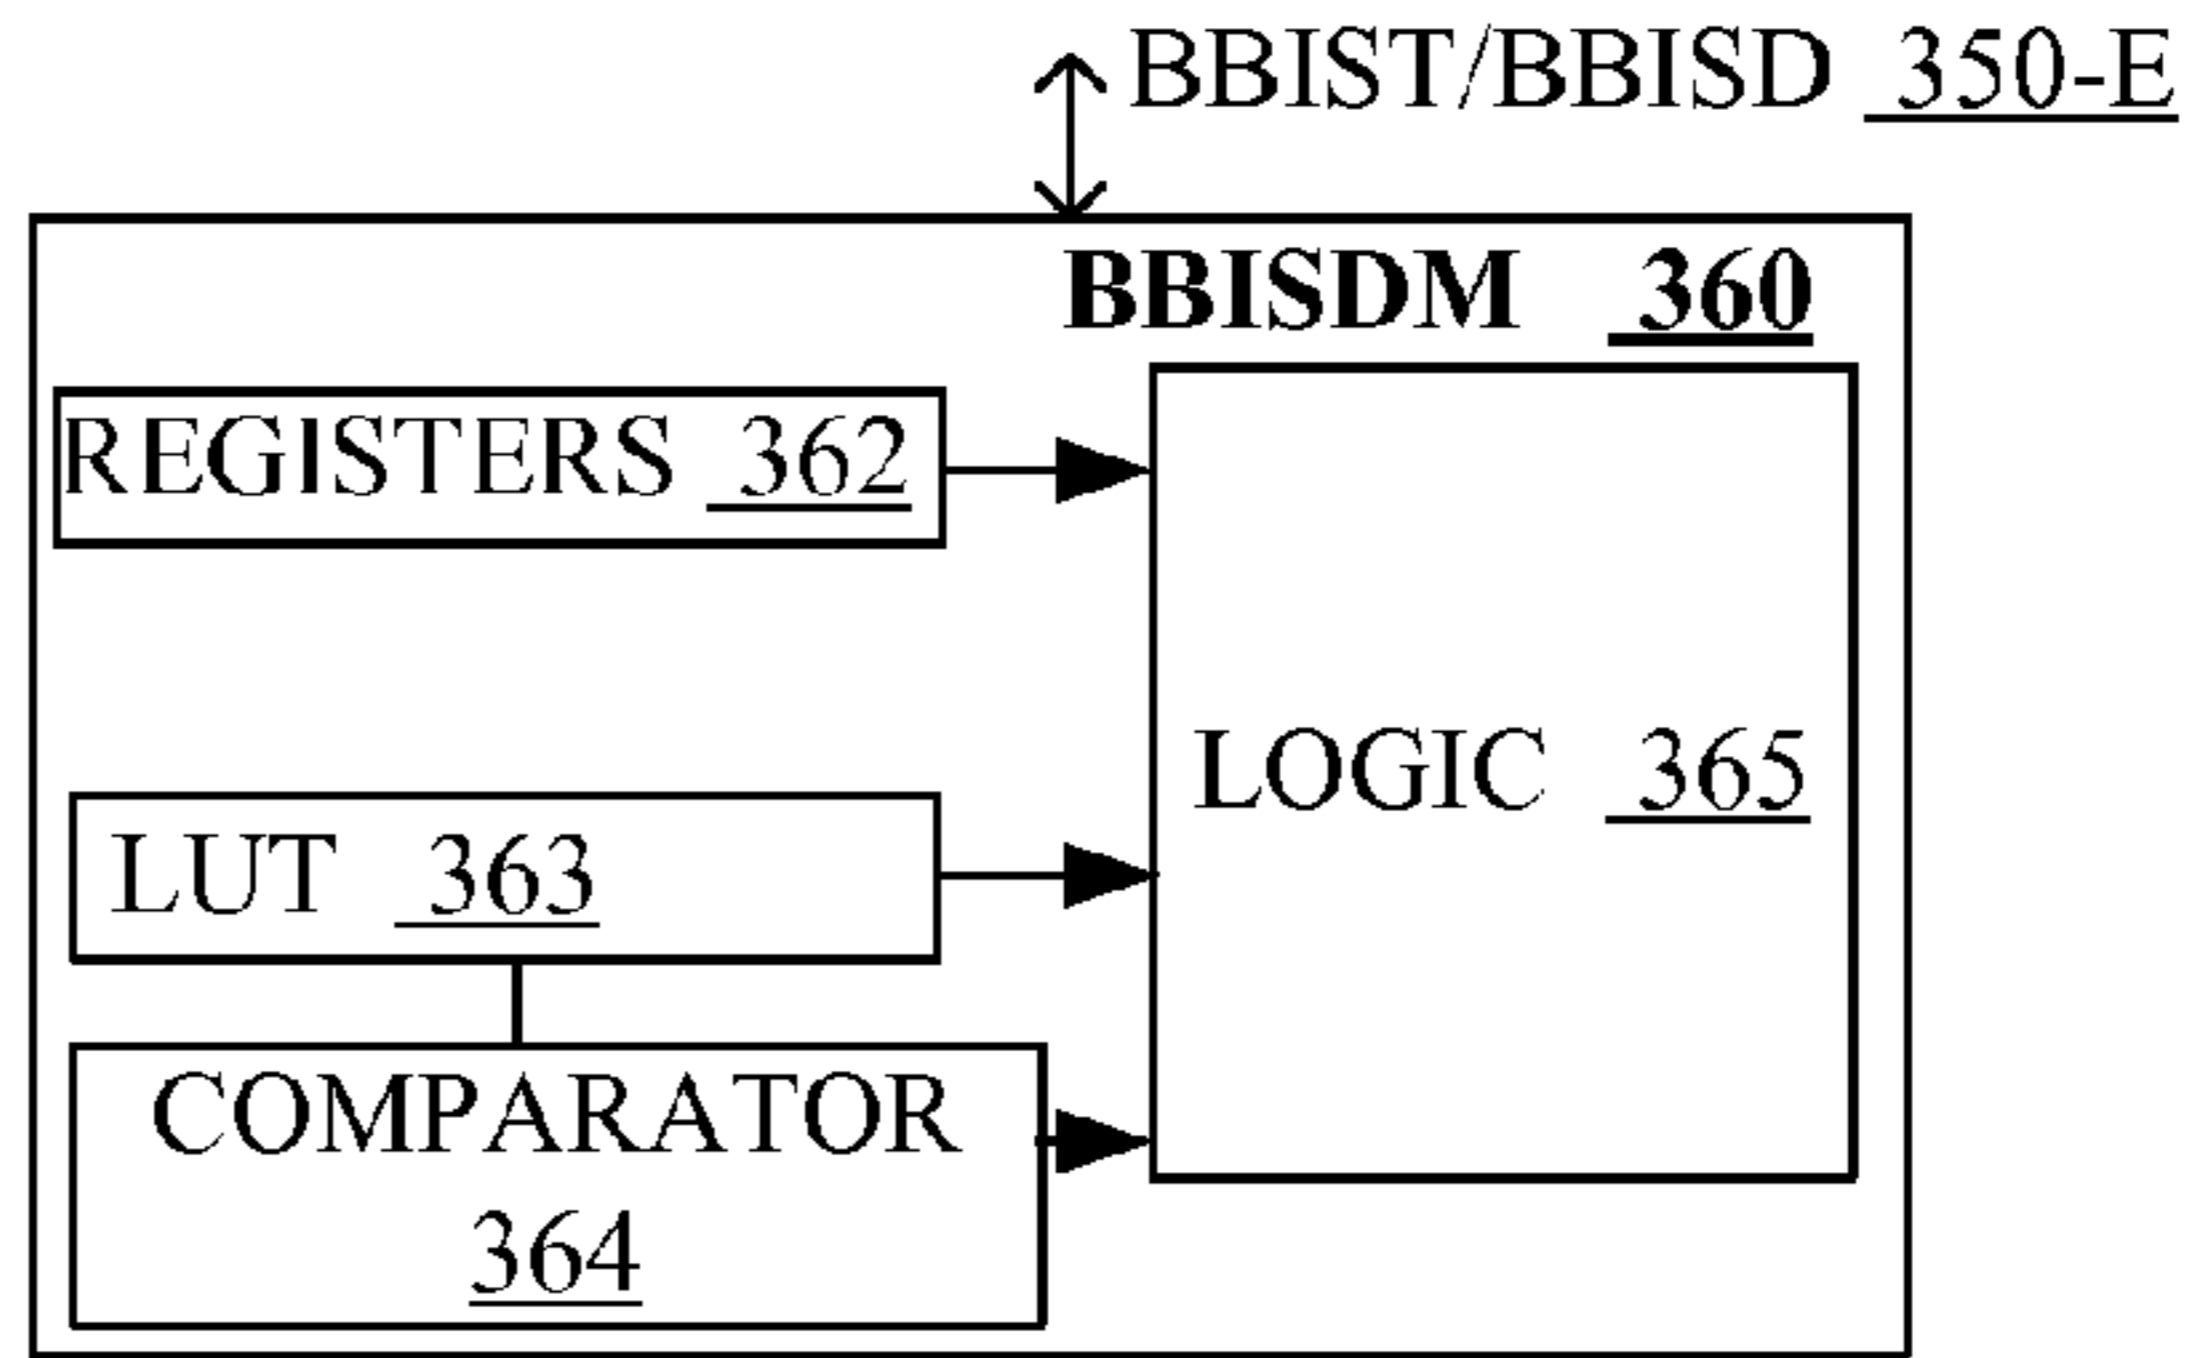 BBIST/BBISD 350-E
BBISDM 360
REGISTERS 362
LOGIC 365
LUT 363
COMPARATOR
364